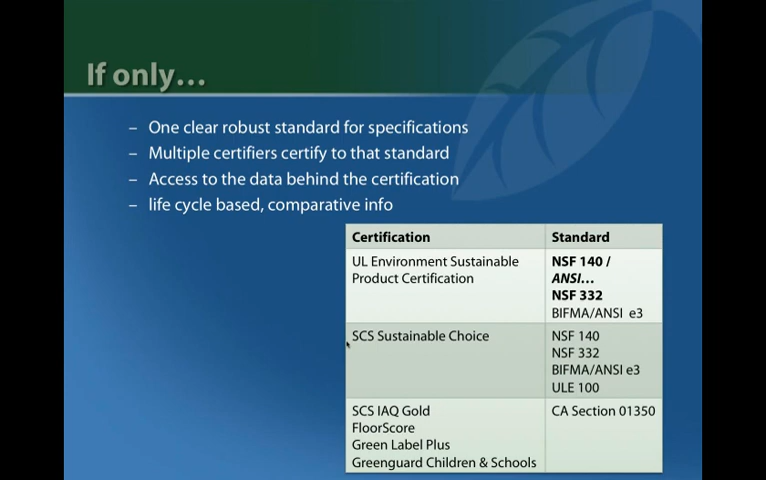 If only...
– One clear robust standard for specifications
– Multiple certifiers certify to that standard
– Access to the data behind the certification
– life cycle based, comparative info
Certification Standard
UL Environment Sustainable Product Certification
NSF 140 /
ANSI...
NSF 332
BIFMA/ANSI e3
SCS Sustainable Choice
NSF 140
NSF 332
BIFMA/ANSI e3
ULE 100
SCS IAQ Gold
FloorScore
Green Label Plus
Greenguard Children & Schools
CA Section 01350